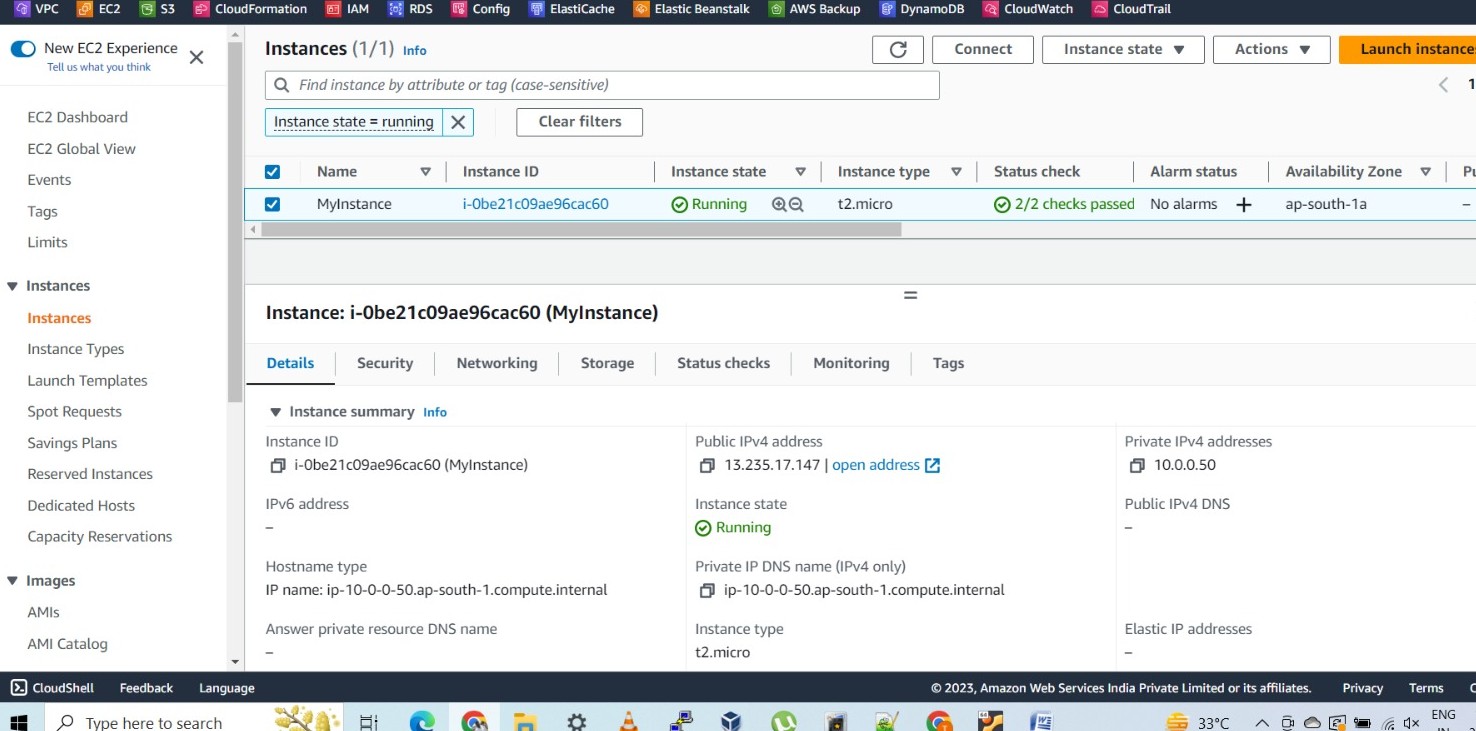 VPC EC2 S3 CloudFormation IAM RDS Config ElastiCache Elastic Beanstalk AWS Backup DynamoDB CloudWatch CloudTrail
New EC2 Experience
Tell us what you think
EC2 Dashboard
EC2 Global View
Events
Tags
Limits
Instances
Instances
Instance Types
Launch Templates
Spot Requests
Savings Plans
Reserved Instances
Dedicated Hosts
Capacity Reservations
Images
AMIs
AMI Catalog
Instances (1/1) Info
Connect Instance state Actions Launch instances
Find instance by attribute or tag (case-sensitive)
1
Instance state = running Clear filters
Name Instance ID Instance state Instance type Status check Alarm status Availability Zone
MyInstance i-0be21c09ae96cac60 Running t2.micro 2/2 checks passed No alarms + ap-south-1a –
Instance: i-0be21c09ae96cac60 (MyInstance)
Details Security Networking Storage Status checks Monitoring Tags
Instance summary Info
Instance ID Public IPv4 address Private IPv4 addresses
i-0be21c09ae96cac60 (MyInstance) 13.235.17.147 | open address 10.0.0.50
IPv6 address Instance state Public IPv4 DNS
– Running –
Hostname type Private IP DNS name (IPv4 only)
IP name: ip-10-0-0-50.ap-south-1.compute.internal ip-10-0-0-50.ap-south-1.compute.internal
Answer private resource DNS name Instance type Elastic IP addresses
– t2.micro –
CloudShell Feedback Language © 2023, Amazon Web Services India Private Limited or its affiliates. Privacy Terms
Type here to search 33°C ENG